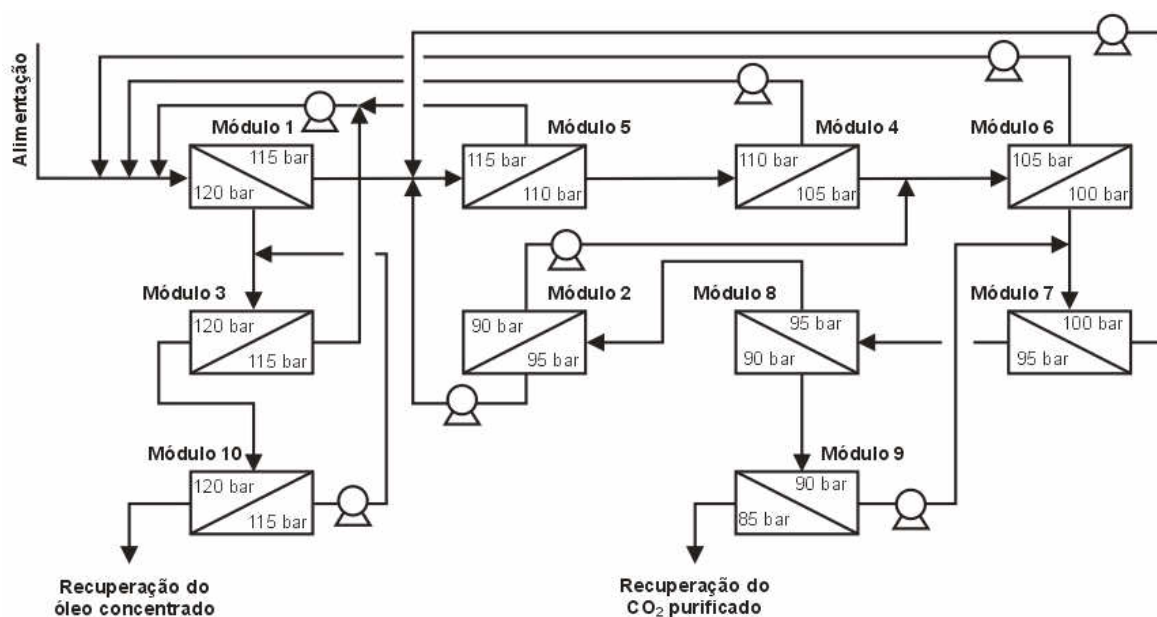 Alimentação
Módulo 1
115 bar
120 bar
Módulo 5
115 bar
110 bar
Módulo 4
110 bar
105 bar
Módulo 6
105 bar
100 bar
Módulo 3
120 bar
115 bar
Módulo 2
90 bar
95 bar
Módulo 8
95 bar
90 bar
Módulo 7
100 bar
95 bar
Módulo 10
120 bar
115 bar
Módulo 9
90 bar
85 bar
Recuperação do
óleo concentrado
Recuperação do
CO₂ purificado